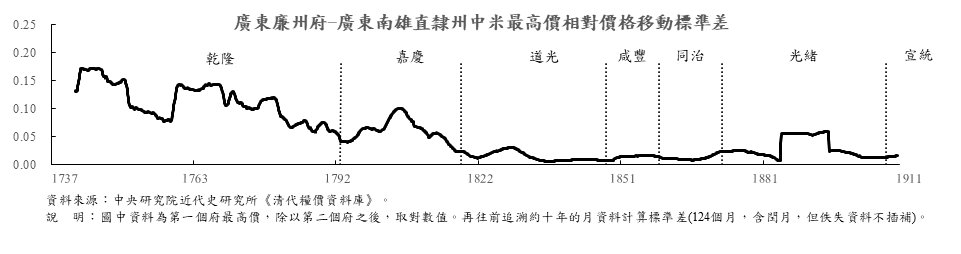 廣東廉州府-廣東南雄直隸州中米最高價相對價格移動標準差
0.25
0.20
0.15
0.10
0.05
0.00
乾隆 嘉慶 道光 咸豐 同治 光緒 宣統
1737 1763 1792 1822 1851 1881 1911
資料來源：中央研究院近代史研究所《清代糧價資料庫》。
說　明：圖中資料為第一個府最高價，除以第二個府之後，取對數值。再往前追溯約十年的月資料計算標準差(124個月，含閏月，但佚失資料不插補)。